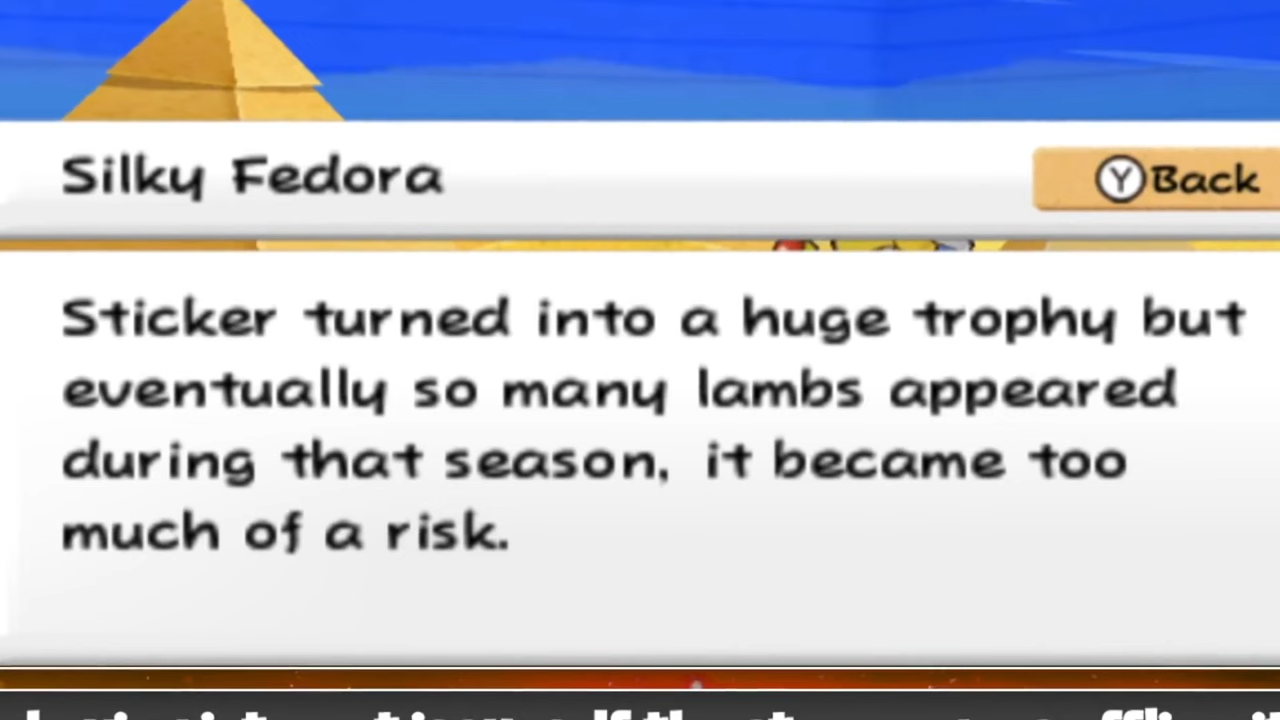 Silky Fedora
Ⓨ Back
Sticker turned into a huge trophy but
eventually so many lambs appeared
during that season, it became too
much of a risk.